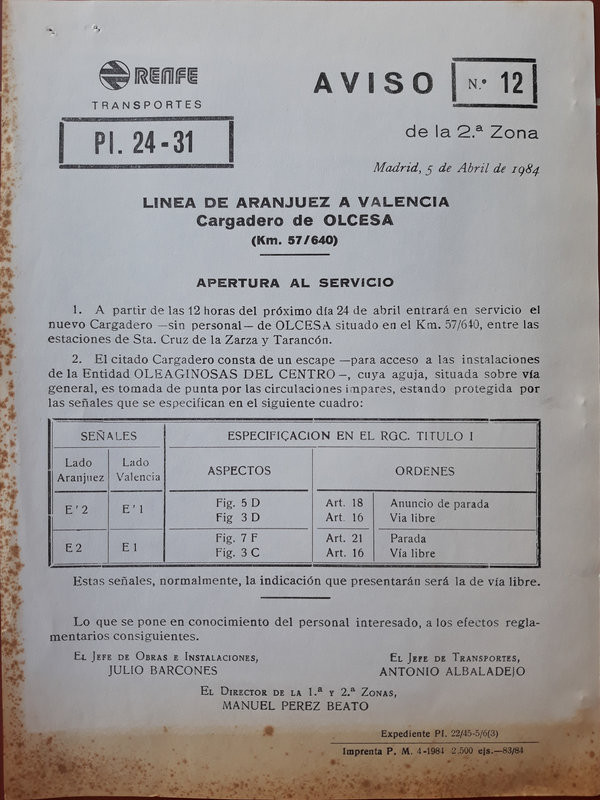 RENFE
TRANSPORTES
PI. 24-31
AVISO N.º 12
de la 2.ª Zona
Madrid, 5 de Abril de 1984
LINEA DE ARANJUEZ A VALENCIA
Cargadero de OLCESA
(Km. 57/640)
APERTURA AL SERVICIO
1. A partir de las 12 horas del próximo día 24 de abril entrará en servicio el
nuevo Cargadero —sin personal— de OLCESA situado en el Km. 57/640, entre las
estaciones de Sta. Cruz de la Zarza y Tarancón.
2. El citado Cargadero consta de un escape —para acceso a las instalaciones
de la Entidad OLEAGINOSAS DEL CENTRO—, cuya aguja, situada sobre vía
general, es tomada de punta por las circulaciones impares, estando protegida por
las señales que se especifican en el siguiente cuadro:
SEÑALES ESPECIFICACION EN EL RGC. TITULO I
Lado Aranjuez Lado Valencia ASPECTOS ORDENES
E'2 E'1 Fig. 5 D Art. 18 Anuncio de parada
Fig 3 D Art. 16 Via libre
E 2 E 1 Fig. 7 F Art. 21 Parada
Fig. 3 C Art. 16 Vía libre
Estas señales, normalmente, la indicación que presentarán será la de vía libre.
Lo que se pone en conocimiento del personal interesado, a los efectos regla-
mentarios consiguientes.
El Jefe de Obras e Instalaciones,
JULIO BARCONES
El Jefe de Transportes,
ANTONIO ALBALADEJO
El Director de la 1.ª y 2.ª Zonas,
MANUEL PEREZ BEATO
Expediente PI. 22/45-5/6(3)
Imprenta P. M. 4-1984 2.500 ejs.—83/84